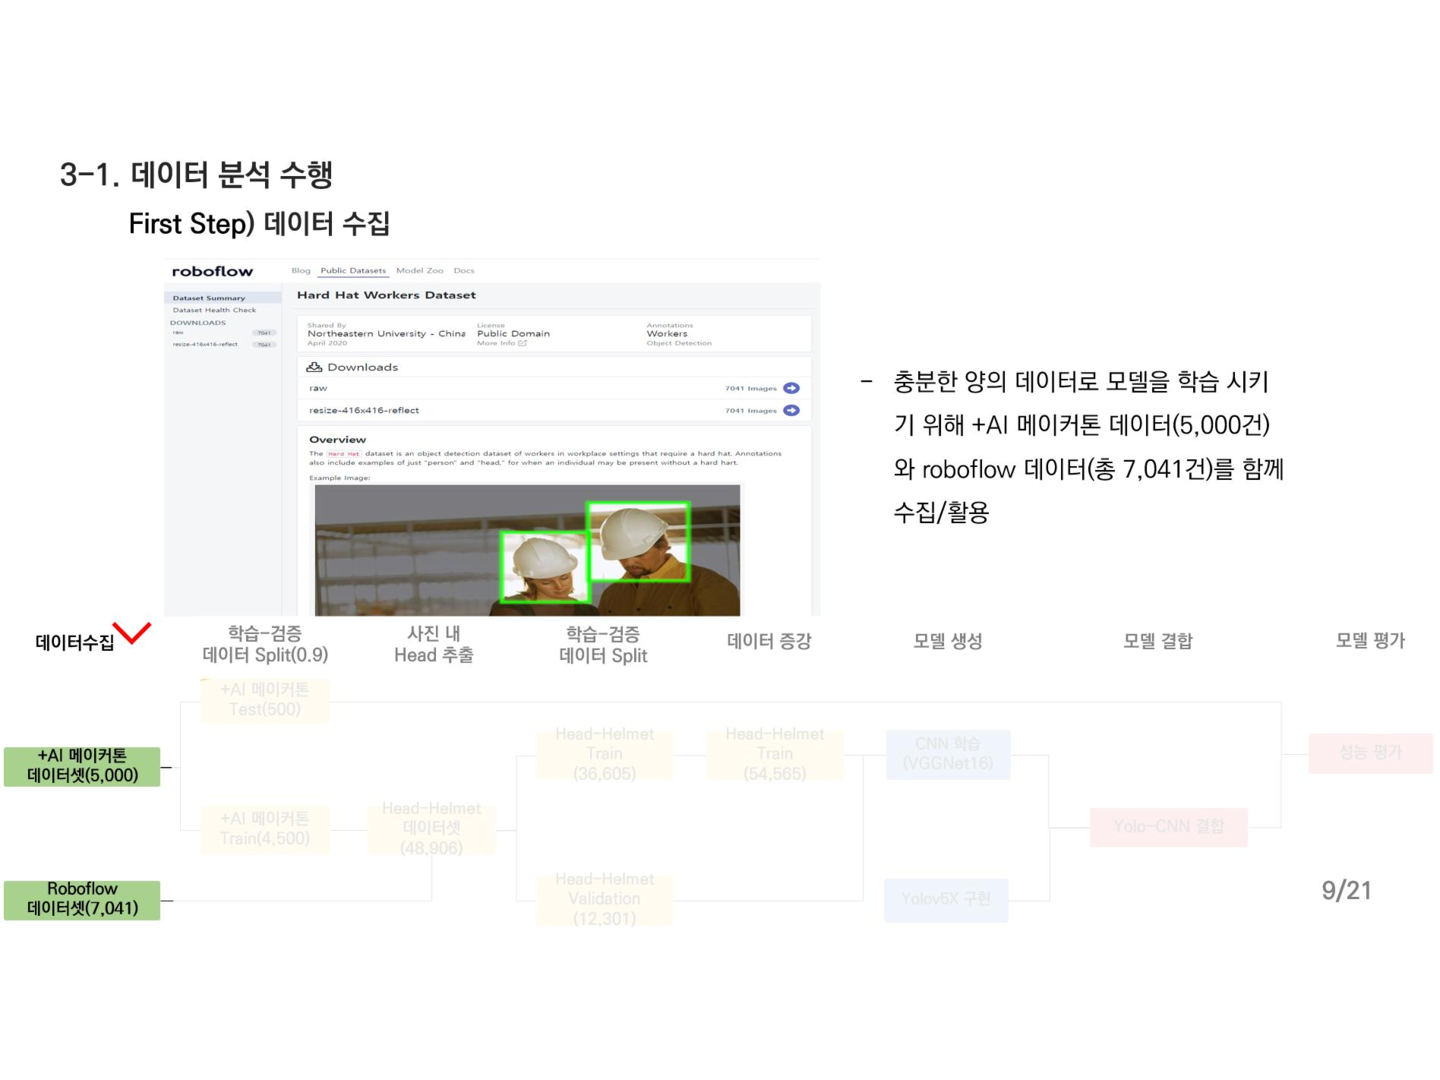 3-1. 데이터 분석 수행
First Step) 데이터 수집
roboflow
Blog Public Datasets Model Zoo Docs
Dataset Summary
Dataset Health Check
DOWNLOADS
raw 7041
resize-416x416-reflect 7041
Hard Hat Workers Dataset
Shared By
Northeastern University - China
April 2020
License
Public Domain
More Info
Annotations
Workers
Object Detection
Downloads
raw 7041 Images
resize-416x416-reflect 7041 Images
Overview
The Hard Hat dataset is an object detection dataset of workers in workplace settings that require a hard hat. Annotations
also include examples of just "person" and "head," for when an individual may be present without a hard hart.
Example Image:
- 충분한 양의 데이터로 모델을 학습 시키
기 위해 +AI 메이커톤 데이터(5,000건)
와 roboflow 데이터(총 7,041건)를 함께
수집/활용
데이터수집
학습-검증
데이터 Split(0.9)
사진 내
Head 추출
학습-검증
데이터 Split
데이터 증강
모델 생성
모델 결합
모델 평가
+AI 메이커톤
Test(500)
+AI 메이커톤
데이터셋(5,000)
+AI 메이커톤
Train(4,500)
Head-Helmet
데이터셋
(48,906)
Head-Helmet
Train
(36,605)
Head-Helmet
Train
(54,565)
CNN 학습
(VGGNet16)
성능 평가
Yolo-CNN 결합
Roboflow
데이터셋(7,041)
Head-Helmet
Validation
(12,301)
Yolov5X 구현
9/21